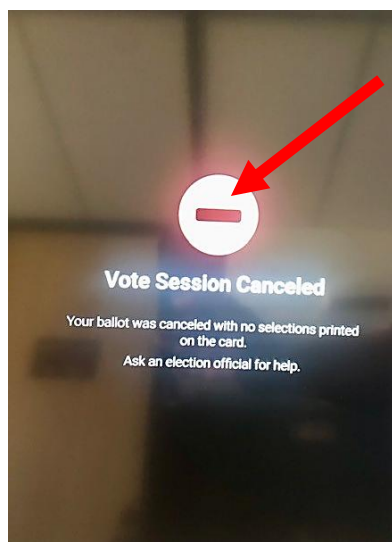 Vote Session Canceled
Your ballot was canceled with no selections printed
on the card.
Ask an election official for help.